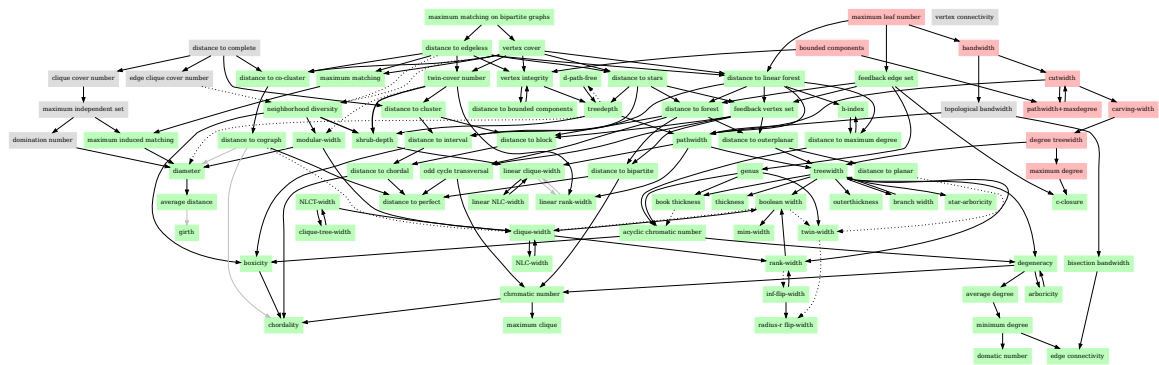 maximum matching on bipartite graphs
maximum leaf number
vertex connectivity
distance to complete
distance to edgeless
vertex cover
bounded components
bandwidth
clique cover number
edge clique cover number
distance to co-cluster
maximum matching
twin-cover number
vertex integrity
d-path-free
distance to stars
distance to linear forest
feedback edge set
cutwidth
maximum independent set
neighborhood diversity
distance to cluster
distance to bounded components
treedepth
distance to forest
feedback vertex set
h-index
topological bandwidth
pathwidth+maxdegree
carving-width
domination number
maximum induced matching
distance to cograph
modular-width
shrub-depth
distance to interval
distance to block
pathwidth
distance to outerplanar
distance to maximum degree
degree treewidth
diameter
distance to chordal
odd cycle transversal
linear clique-width
distance to bipartite
genus
treewidth
distance to planar
maximum degree
average distance
NLCT-width
distance to perfect
linear NLC-width
linear rank-width
book thickness
thickness
boolean width
outerthickness
branch width
star-arboricity
c-closure
girth
clique-tree-width
clique-width
acyclic chromatic number
mim-width
twin-width
boxicity
NLC-width
rank-width
degeneracy
bisection bandwidth
chromatic number
inf-flip-width
average degree
arboricity
chordality
maximum clique
radius-r flip-width
minimum degree
domatic number
edge connectivity